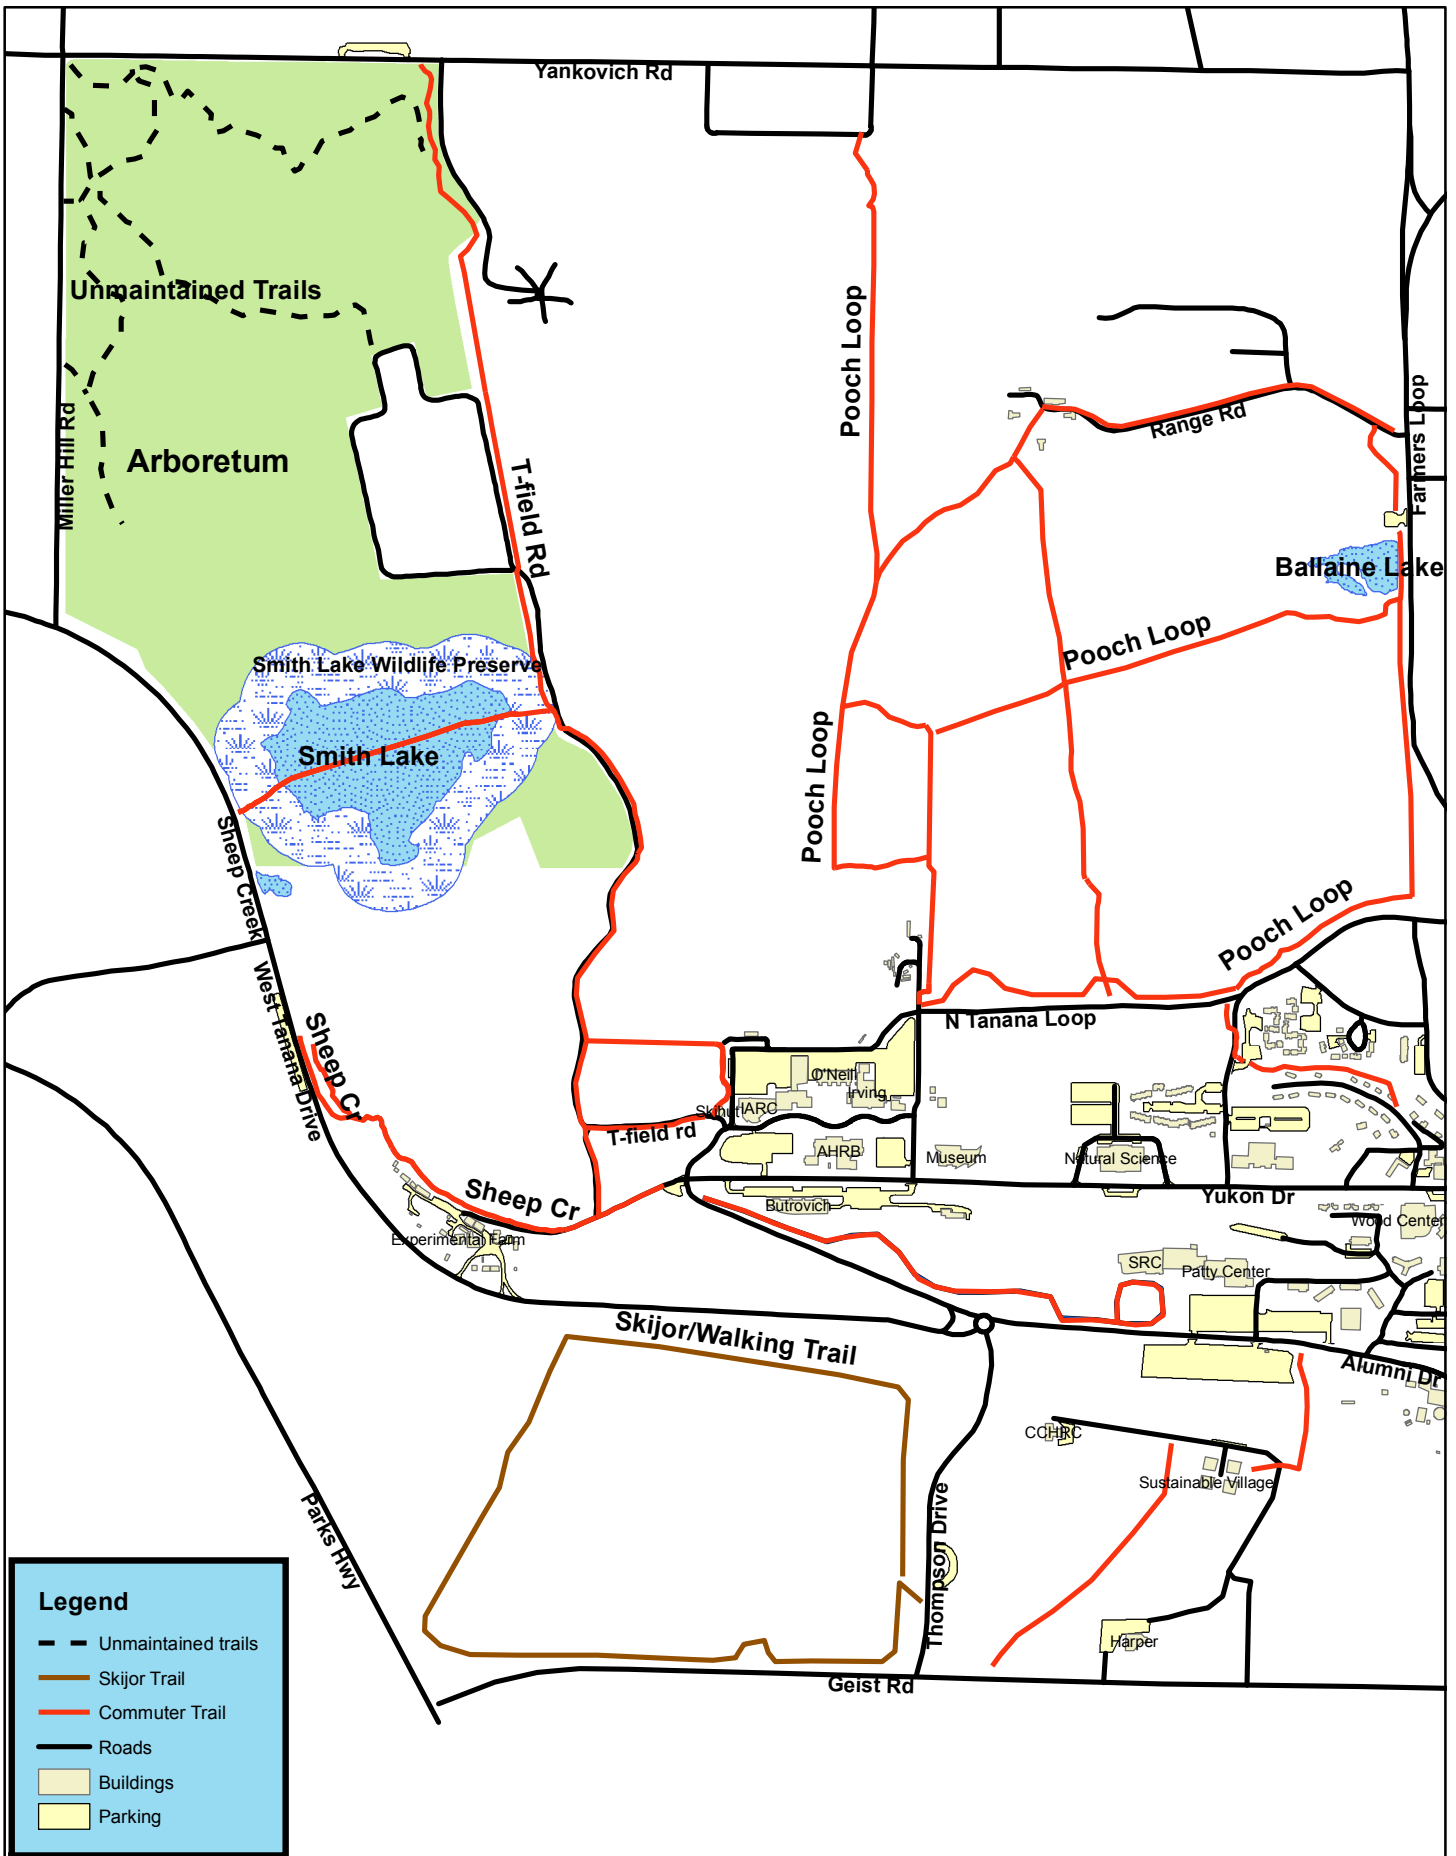 Yankovich Rd
Unmaintained Trails
Pooch Loop
Miller Hill Rd
Arboretum
T-field Rd
Range Rd
Farmers Loop
Ballaine Lake
Pooch Loop
Smith Lake Wildlife Preserve
Smith Lake
Pooch Loop
Sheep Creek
Pooch Loop
West Tanana Drive
Sheep Cr
N Tanana Loop
O'Neill
Irving
Skihut
IARC
T-field rd
AHRB
Museum
Natural Science
Sheep Cr
Butrovich
Yukon Dr
Wood Center
Experimental Farm
SRC
Patty Center
Skijor/Walking Trail
Alumni Dr
CCHRC
Sustainable Village
Parks Hwy
Thompson Drive
Harper
Geist Rd
Legend
Unmaintained trails
Skijor Trail
Commuter Trail
Roads
Buildings
Parking